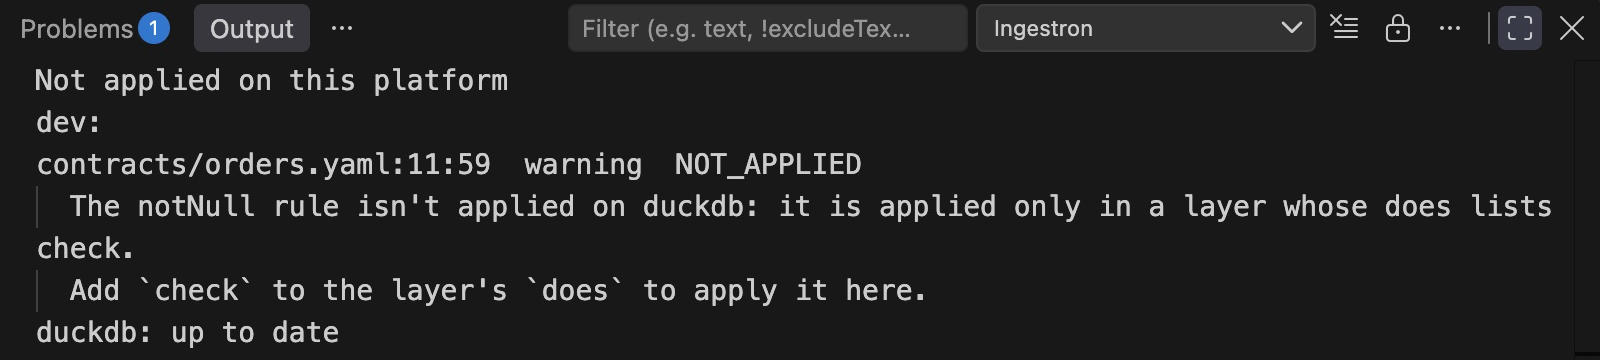 Problems 1 Output ... Filter (e.g. text, !excludeTex... Ingestron ...
Not applied on this platform
dev:
contracts/orders.yaml:11:59  warning  NOT_APPLIED
  The notNull rule isn't applied on duckdb: it is applied only in a layer whose does lists
check.
  Add `check` to the layer's `does` to apply it here.
duckdb: up to date